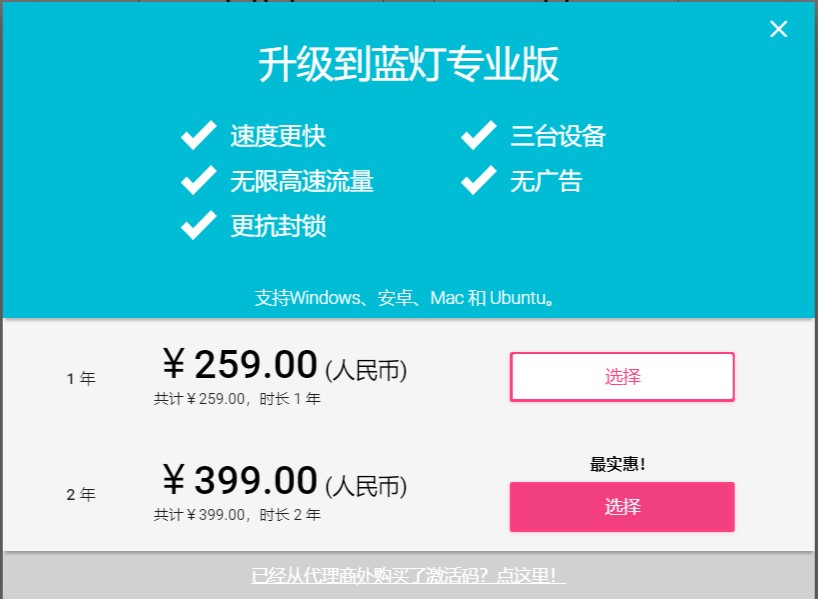 升级到蓝灯专业版
速度更快
三台设备
无限高速流量
无广告
更抗封锁
支持Windows、安卓、Mac 和 Ubuntu。
1 年
￥259.00 (人民币)
共计￥259.00，时长 1 年
选择
最实惠！
2 年
￥399.00 (人民币)
共计￥399.00，时长 2 年
选择
已经从代理商处购买了激活码？点这里！